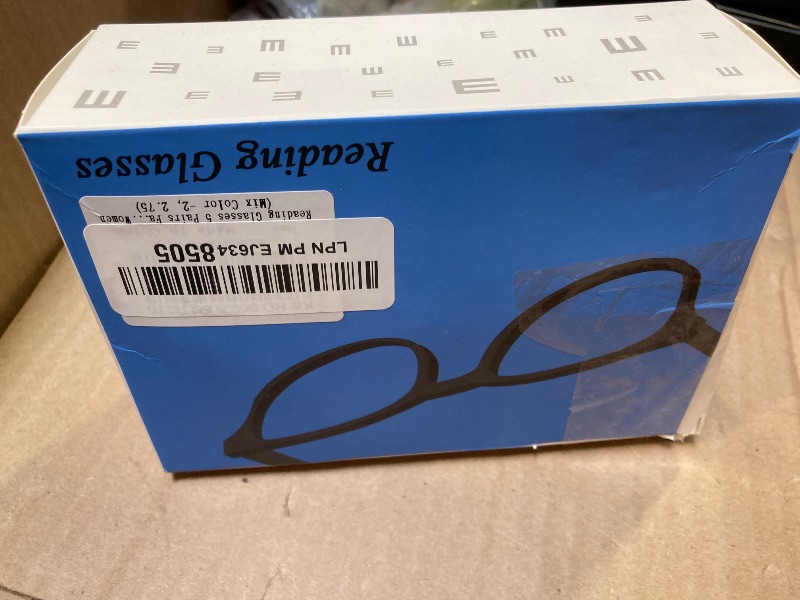 Reading Glasses
Reading Glasses 5 Pairs Fa...Women
(Mix Color -2, 2.75)
LPN PM EJ6348505